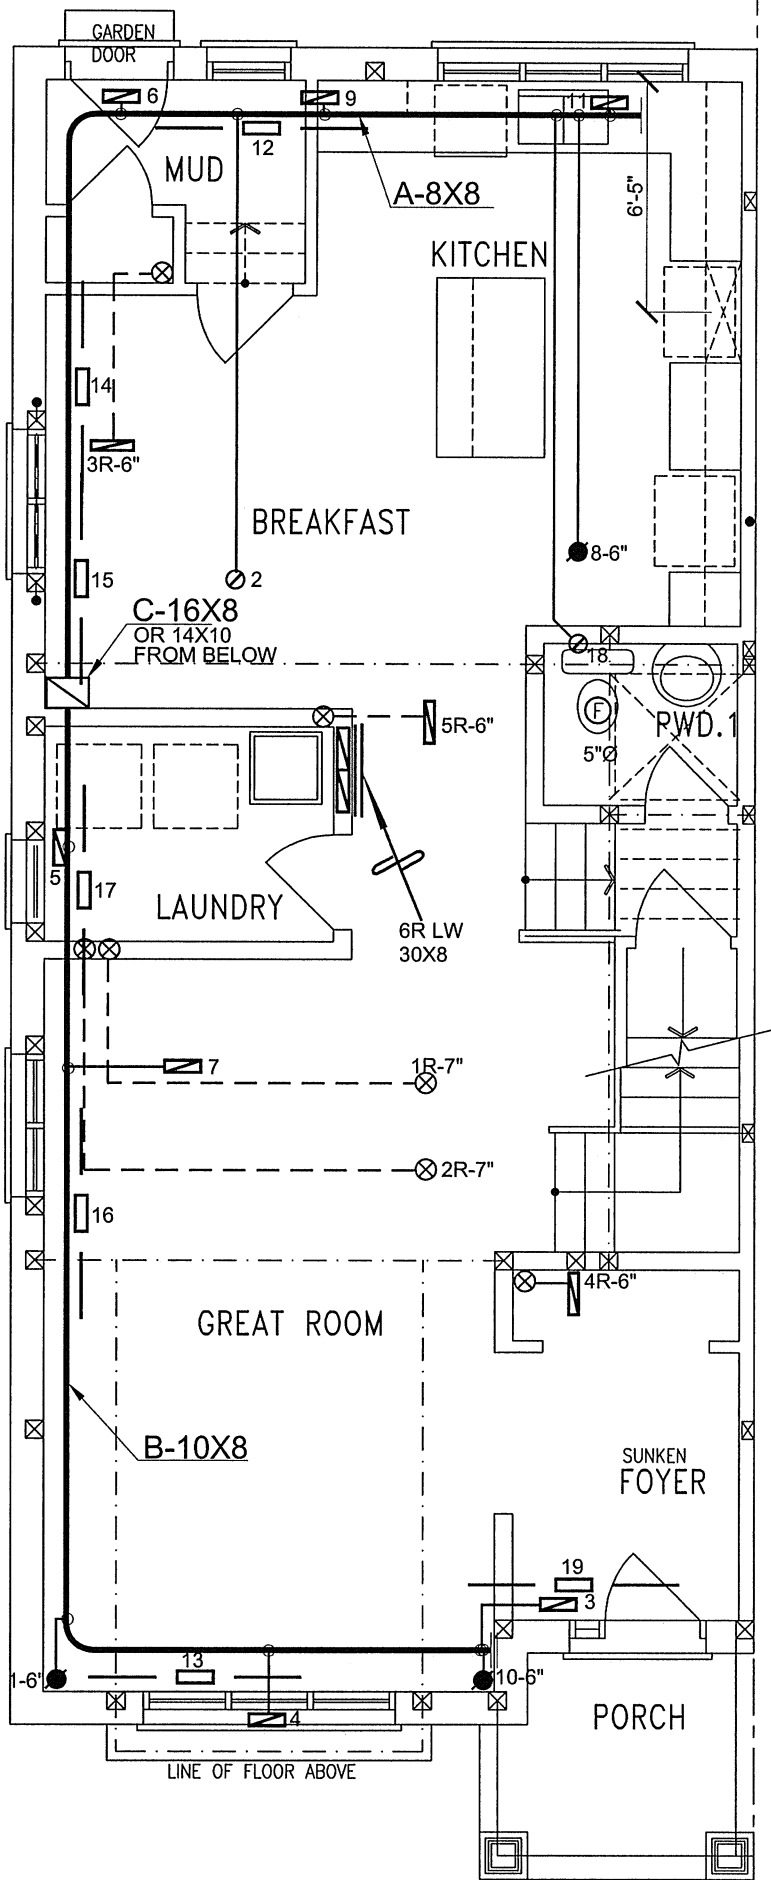 GARDEN
DOOR
6
9
11
12
MUD
A-8X8
6'-5"
KITCHEN
14
3R-6"
BREAKFAST
8-6"
15
2
C-16X8
OR 14X10
FROM BELOW
18
5R-6"
F
PWD.1
5"
5
17
LAUNDRY
6R LW
30X8
7
1R-7"
2R-7"
16
4R-6"
GREAT ROOM
B-10X8
SUNKEN
FOYER
19
3
13
1-6"
10-6"
4
PORCH
LINE OF FLOOR ABOVE